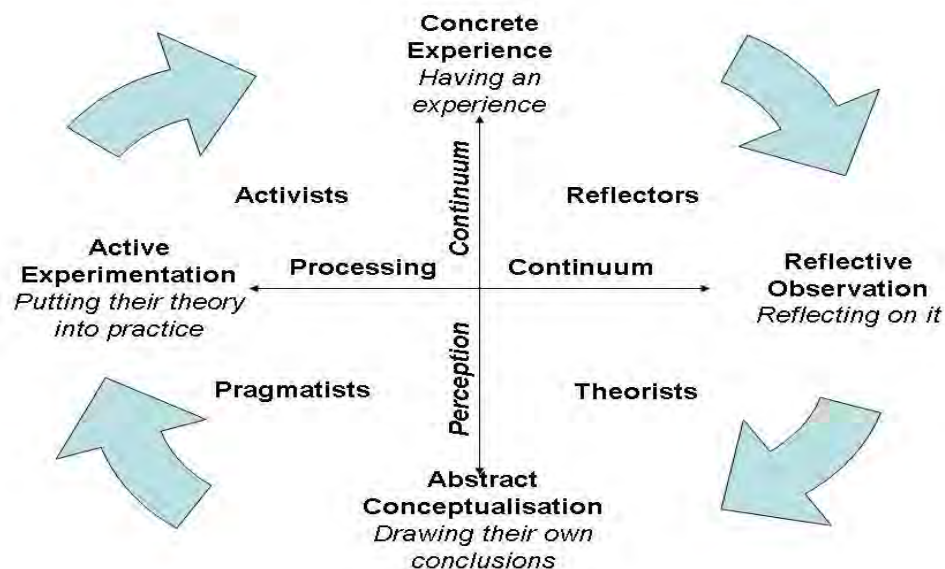 Concrete
Experience
Having an
experience
Continuum
Activists
Reflectors
Active
Experimentation
Putting their theory
into practice
Processing
Continuum
Reflective
Observation
Reflecting on it
Perception
Pragmatists
Theorists
Abstract
Conceptualisation
Drawing their own
conclusions